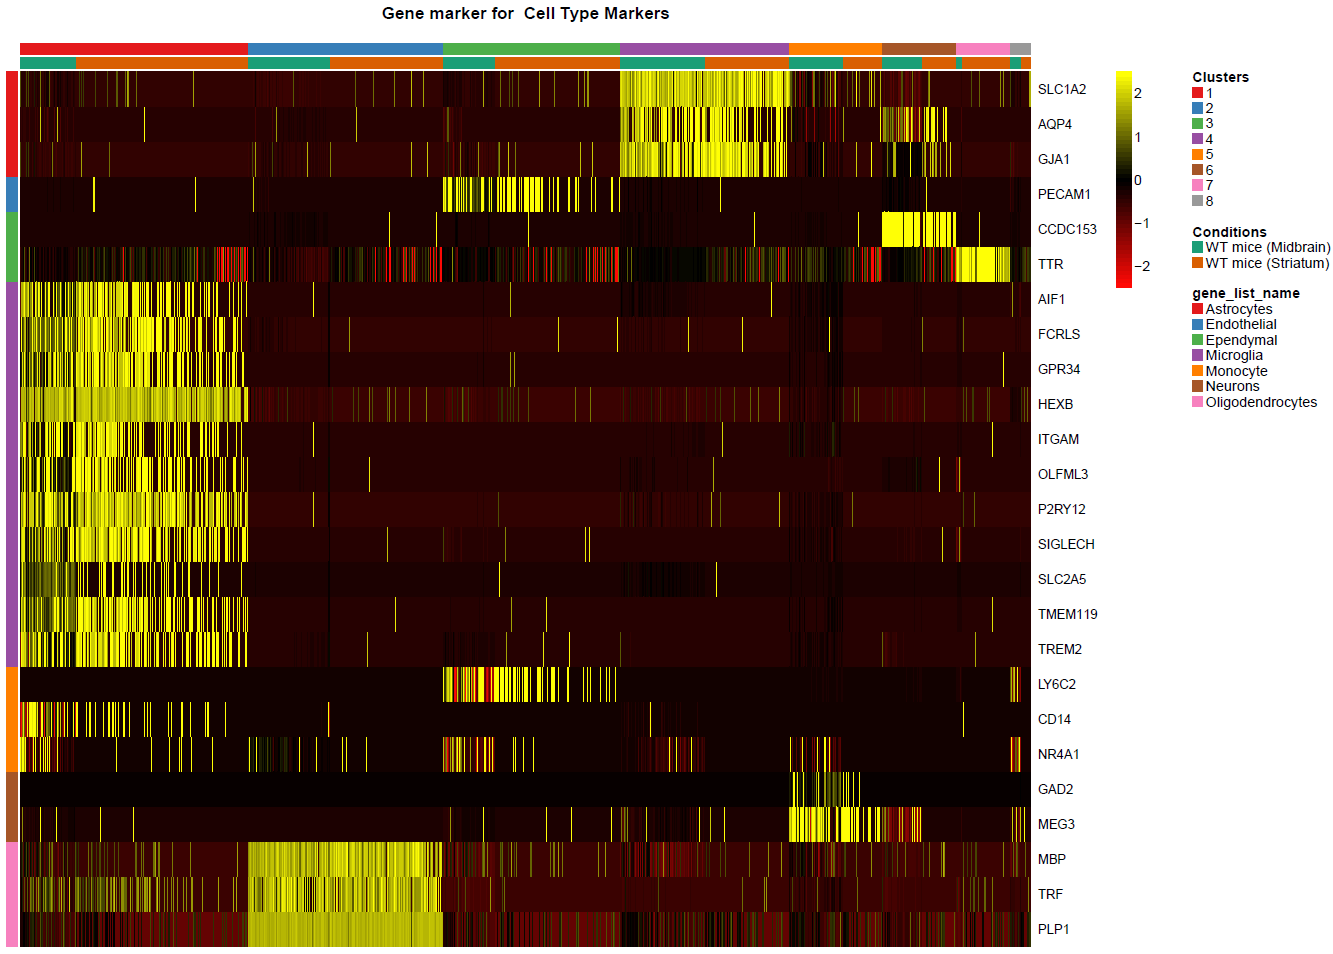 Gene marker for  Cell Type Markers
SLC1A2
AQP4
GJA1
PECAM1
CCDC153
TTR
AIF1
FCRLS
GPR34
HEXB
ITGAM
OLFML3
P2RY12
SIGLECH
SLC2A5
TMEM119
TREM2
LY6C2
CD14
NR4A1
GAD2
MEG3
MBP
TRF
PLP1
2
1
0
−1
−2
Clusters
1
2
3
4
5
6
7
8
Conditions
WT mice (Midbrain)
WT mice (Striatum)
gene_list_name
Astrocytes
Endothelial
Ependymal
Microglia
Monocyte
Neurons
Oligodendrocytes